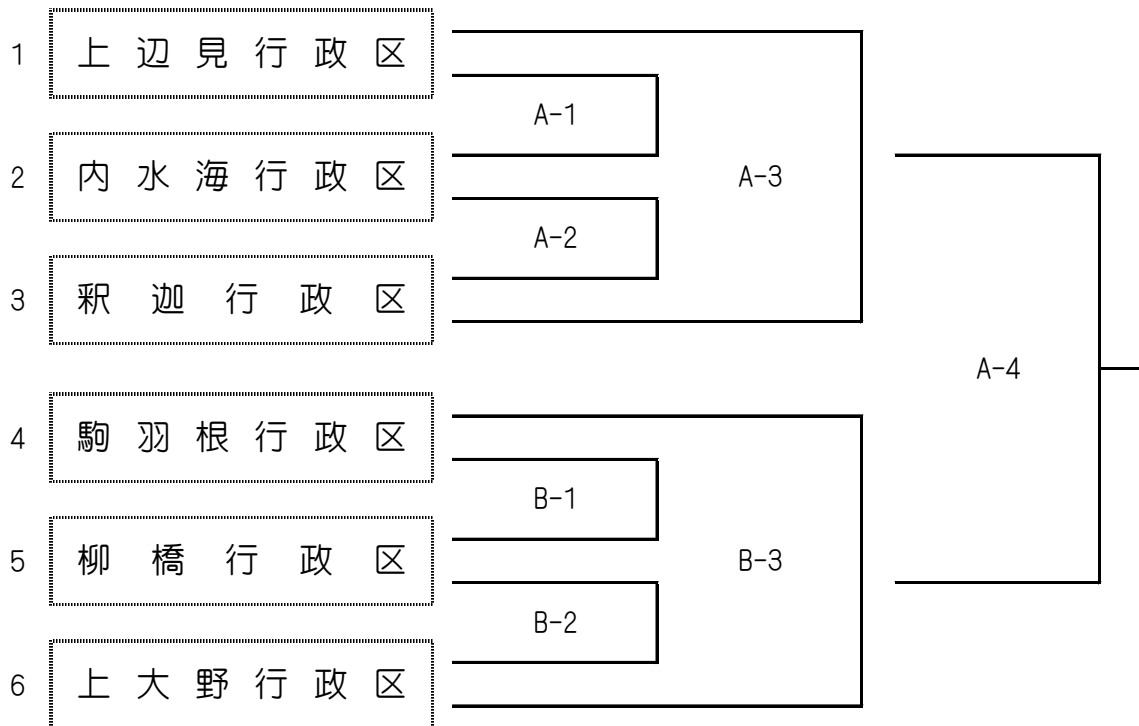 1 上辺見行政区
A-1
2 内水海行政区
A-3
A-2
3 釈迦行政区
A-4
4 駒羽根行政区
B-1
5 柳橋行政区
B-3
B-2
6 上大野行政区